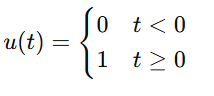 u(t) = { 0 t < 0
1 t ≥ 0